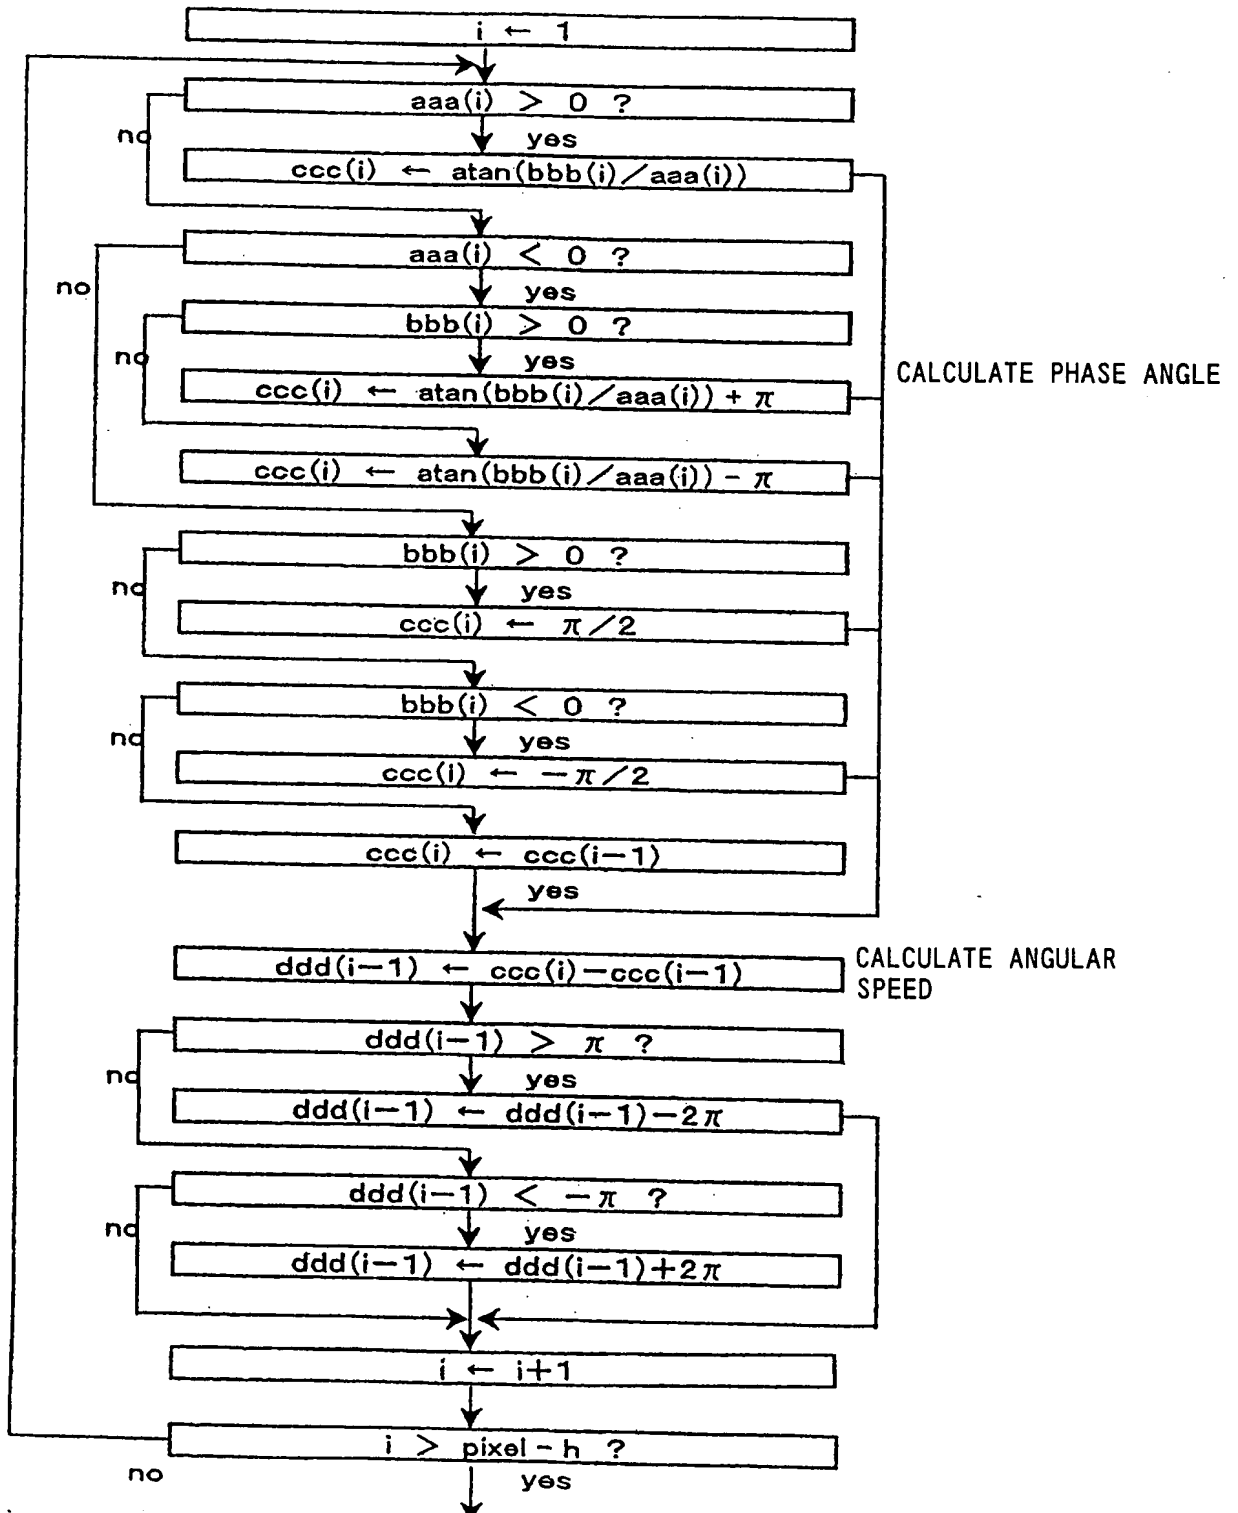 i ← 1
aaa(i) > 0 ?
no
yes
ccc(i) ← atan(bbb(i)/aaa(i))
aaa(i) < 0 ?
no
yes
bbb(i) > 0 ?
no
yes
CALCULATE PHASE ANGLE
ccc(i) ← atan(bbb(i)/aaa(i)) + π
ccc(i) ← atan(bbb(i)/aaa(i)) - π
bbb(i) > 0 ?
no
yes
ccc(i) ← π/2
bbb(i) < 0 ?
no
yes
ccc(i) ← -π/2
ccc(i) ← ccc(i-1)
yes
ddd(i-1) ← ccc(i)-ccc(i-1)
CALCULATE ANGULAR
SPEED
ddd(i-1) > π ?
no
yes
ddd(i-1) ← ddd(i-1)-2π
ddd(i-1) < -π ?
no
yes
ddd(i-1) ← ddd(i-1)+2π
i ← i+1
i > pixel-h ?
no
yes